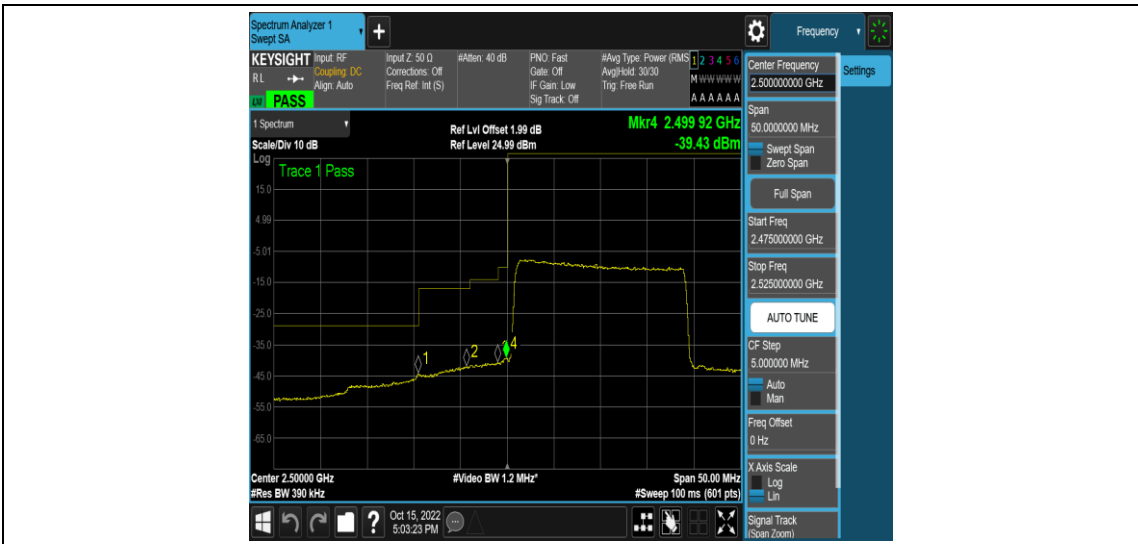 Spectrum Analyzer 1
Swept SA
+
Frequency
KEYSIGHT
RL
LXI PASS
Input: RF
Coupling: DC
Align: Auto
Input Z: 50 Ω
Corrections: Off
Freq Ref: Int (S)
#Atten: 40 dB
PNO: Fast
Gate: Off
IF Gain: Low
Sig Track: Off
#Avg Type: Power (RMS
Avg|Hold: 30/30
Trig: Free Run
1 2 3 4 5 6
M W W W W W
A A A A A A
1 Spectrum
Scale/Div 10 dB
Ref Lvl Offset 1.99 dB
Ref Level 24.99 dBm
Mkr4 2.499 92 GHz
-39.43 dBm
Log
Trace 1 Pass
15.0
4.99
-5.01
-15.0
-25.0
-35.0
-45.0
-55.0
-65.0
1
2
4
Center 2.50000 GHz
#Res BW 390 kHz
#Video BW 1.2 MHz*
Span 50.00 MHz
#Sweep 100 ms (601 pts)
Center Frequency
2.500000000 GHz
Settings
Span
50.0000000 MHz
Swept Span
Zero Span
Full Span
Start Freq
2.475000000 GHz
Stop Freq
2.525000000 GHz
AUTO TUNE
CF Step
5.000000 MHz
Auto
Man
Freq Offset
0 Hz
X Axis Scale
Log
Lin
Signal Track
(Span Zoom)
?
Oct 15, 2022
5:03:23 PM